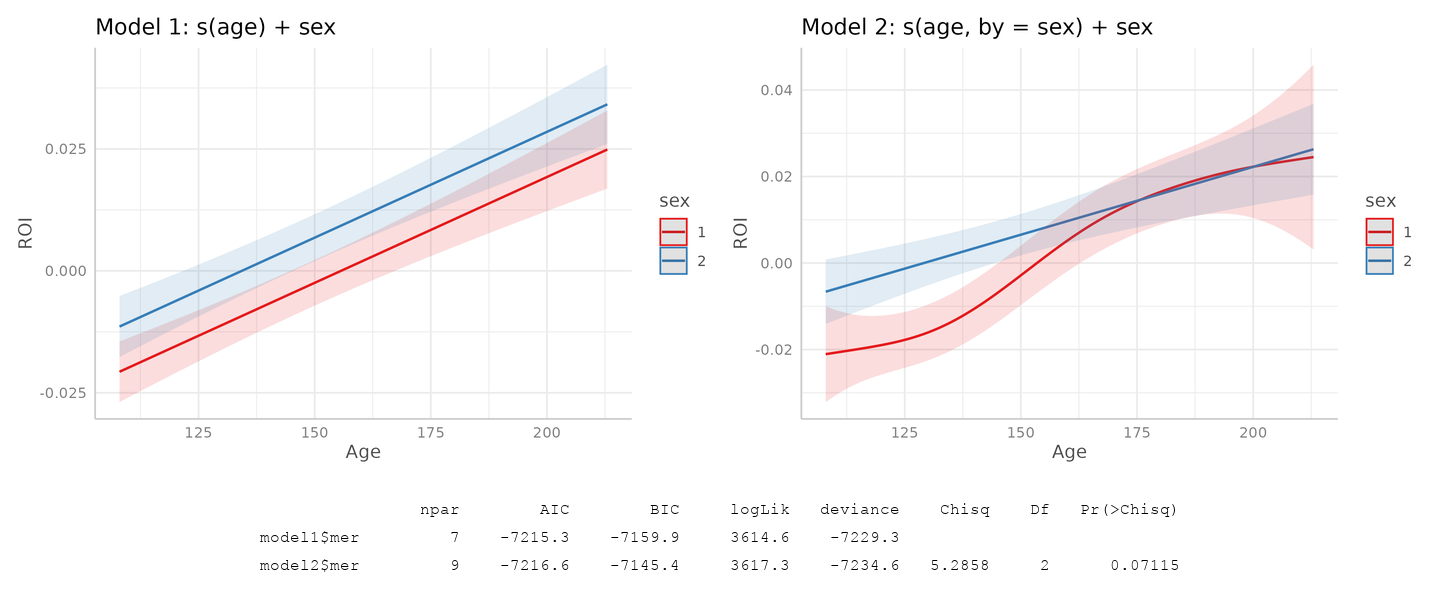 Model 1: s(age) + sex
ROI
0.025
0.000
-0.025
125 150 175 200
Age
sex
1
2
Model 2: s(age, by = sex) + sex
ROI
0.04
0.02
0.00
-0.02
125 150 175 200
Age
sex
1
2
npar AIC BIC logLik deviance Chisq Df Pr(>Chisq)
model1$mer 7 -7215.3 -7159.9 3614.6 -7229.3
model2$mer 9 -7216.6 -7145.4 3617.3 -7234.6 5.2858 2 0.07115